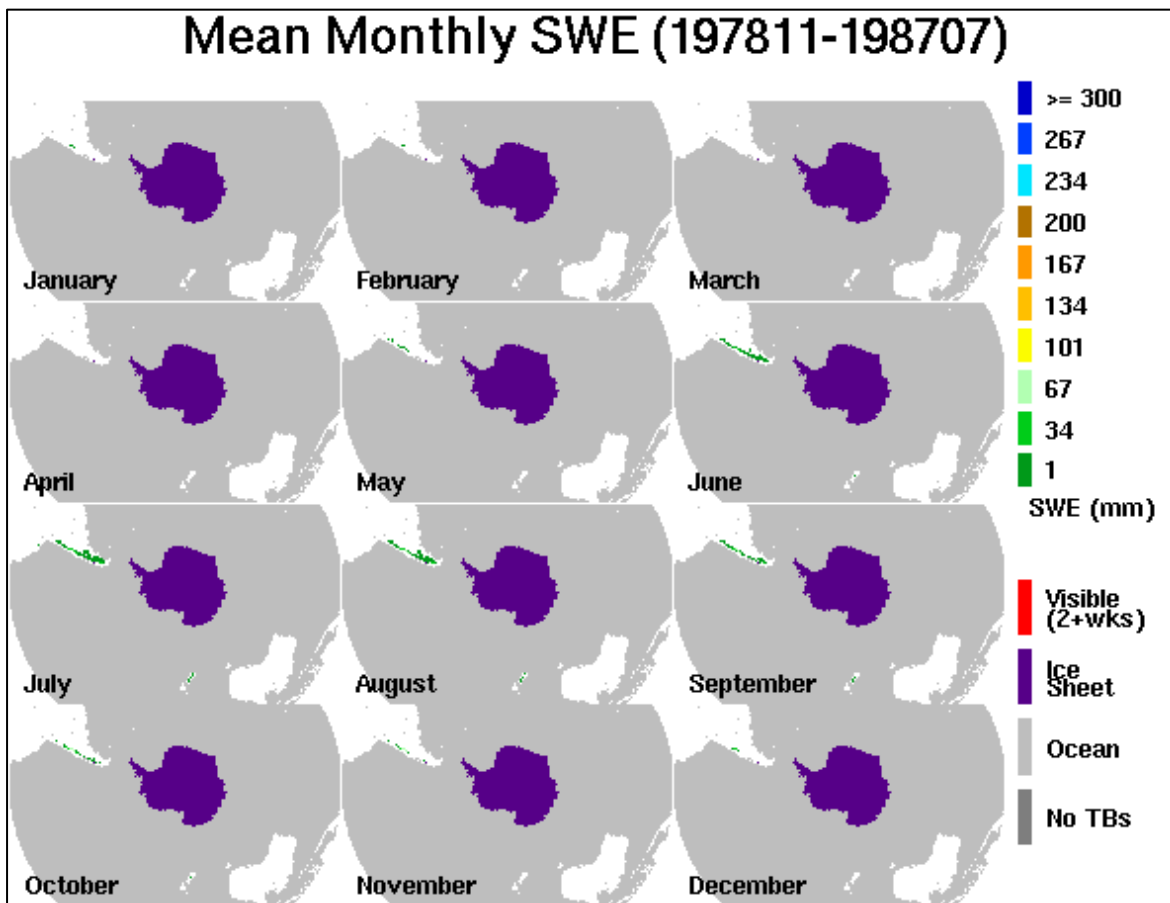 Mean Monthly SWE (197811-198707)
January
February
March
April
May
June
July
August
September
October
November
December
>= 300
267
234
200
167
134
101
67
34
1
SWE (mm)
Visible
(2+wks)
Ice
Sheet
Ocean
No TBs